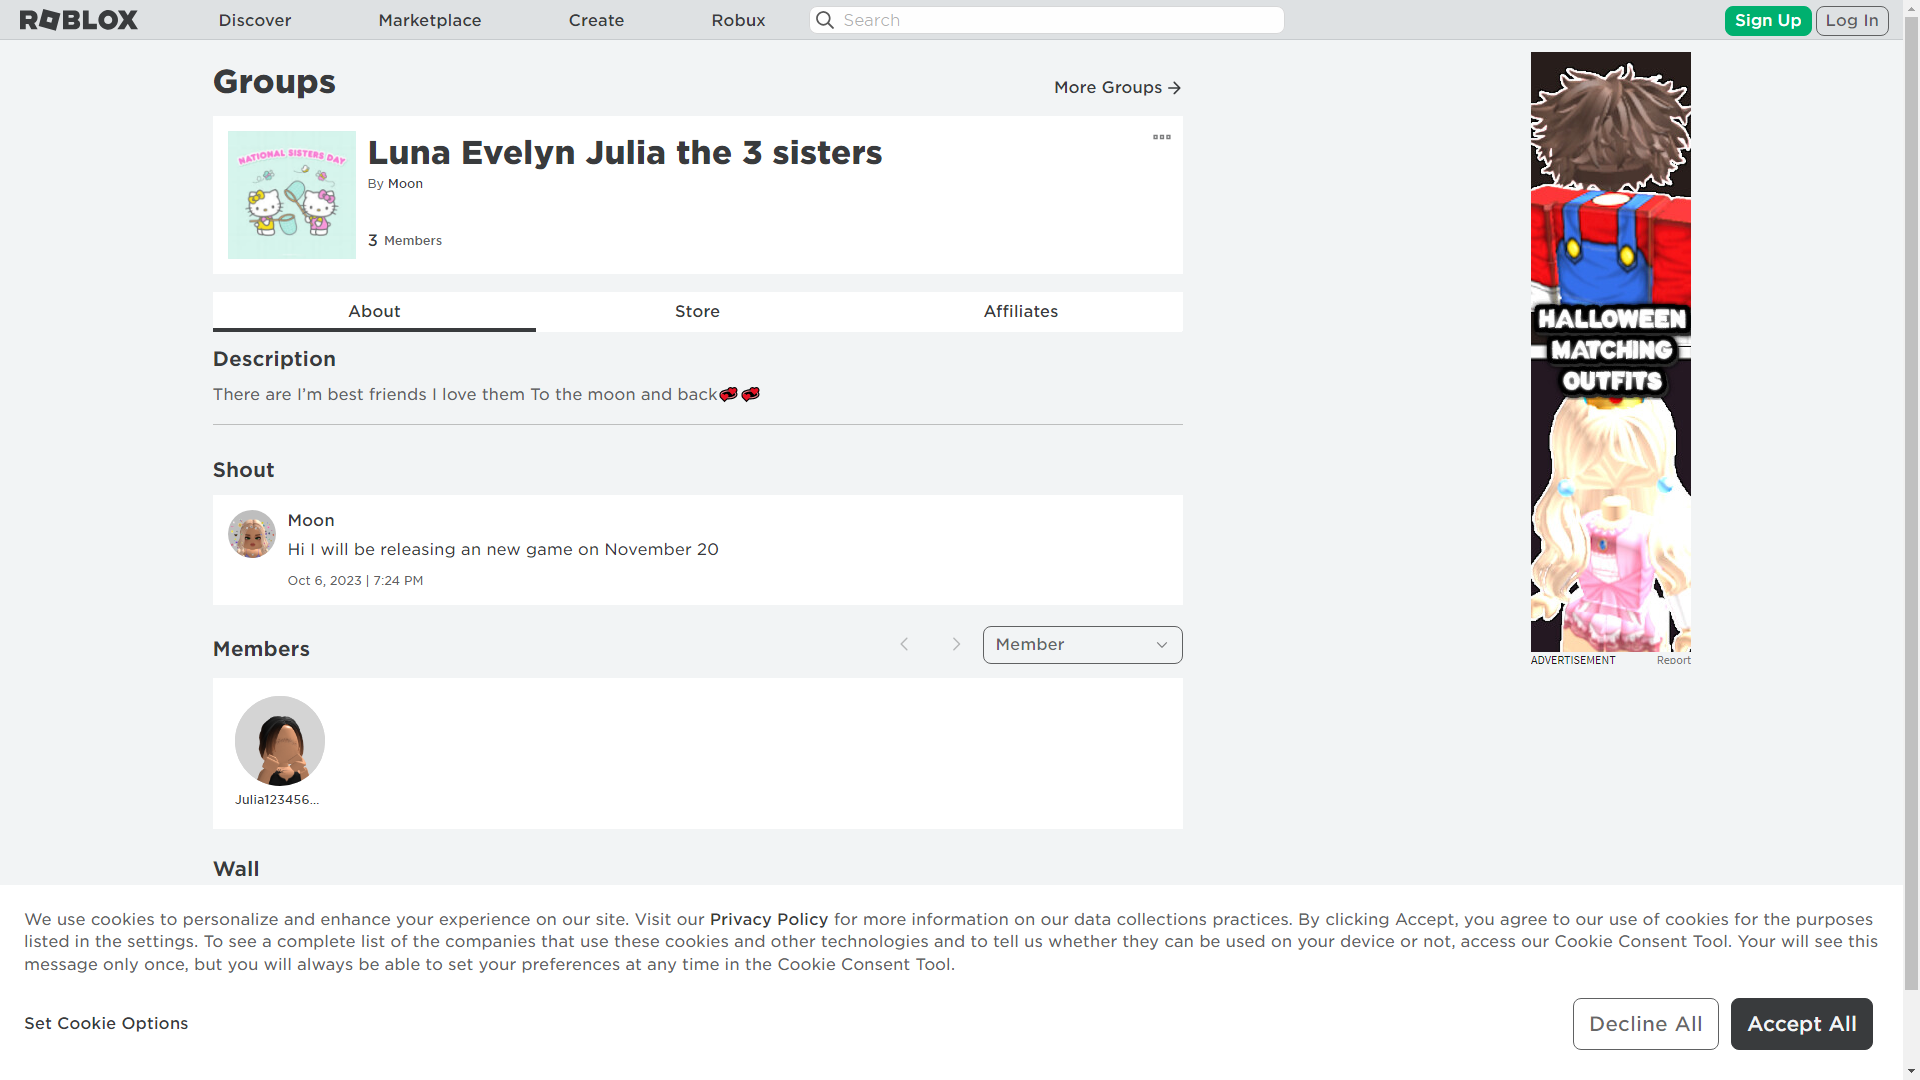 ROBLOX
Discover
Marketplace
Create
Robux
Search
Sign Up
Log In
Groups
More Groups
NATIONAL SISTERS DAY
Luna Evelyn Julia the 3 sisters
By Moon
3 Members
About
Store
Affiliates
Description
There are I’m best friends I love them To the moon and back💞💞
Shout
Moon
Hi I will be releasing an new game on November 20
Oct 6, 2023 | 7:24 PM
Members
Member
Julia123456...
Wall
HALLOWEEN
MATCHING
OUTFITS
ADVERTISEMENT
Report
We use cookies to personalize and enhance your experience on our site. Visit our Privacy Policy for more information on our data collections practices. By clicking Accept, you agree to our use of cookies for the purposes
listed in the settings. To see a complete list of the companies that use these cookies and other technologies and to tell us whether they can be used on your device or not, access our Cookie Consent Tool. Your will see this
message only once, but you will always be able to set your preferences at any time in the Cookie Consent Tool.
Set Cookie Options
Decline All
Accept All